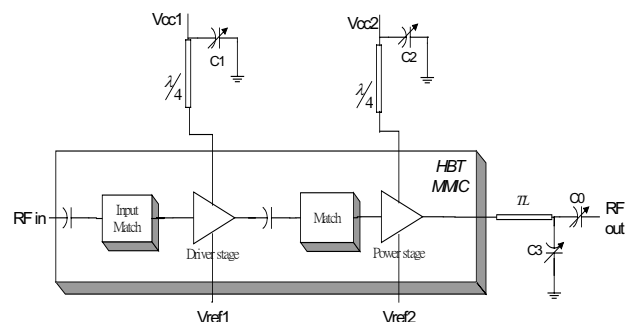 Vcc1
C1
λ/4
Vcc2
C2
λ/4
HBT
MMIC
RF in
Input
Match
Driver stage
Match
Power stage
TL
C0
RF
out
C3
Vref1
Vref2